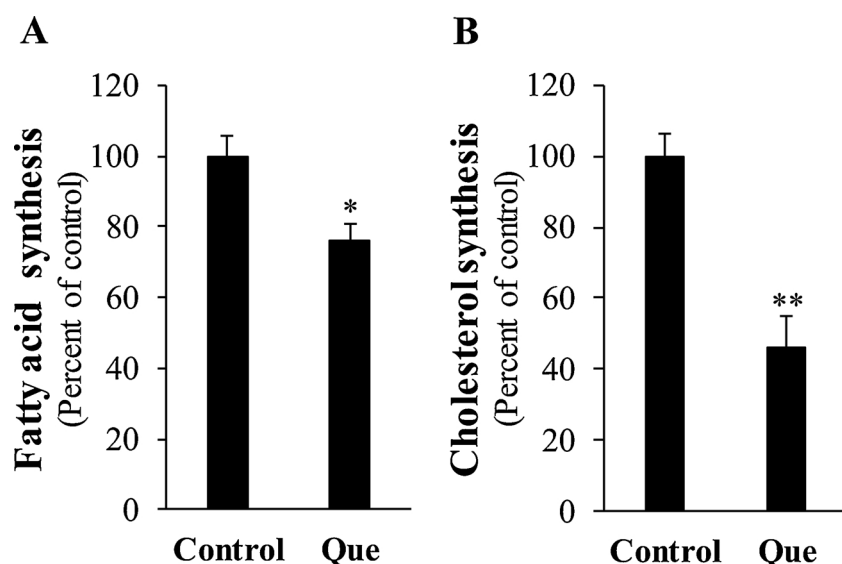 A
Fatty acid synthesis
(Percent of control)
120
100
80
60
40
20
0
*
Control Que
B
Cholesterol synthesis
(Percent of control)
120
100
80
60
40
20
0
**
Control Que